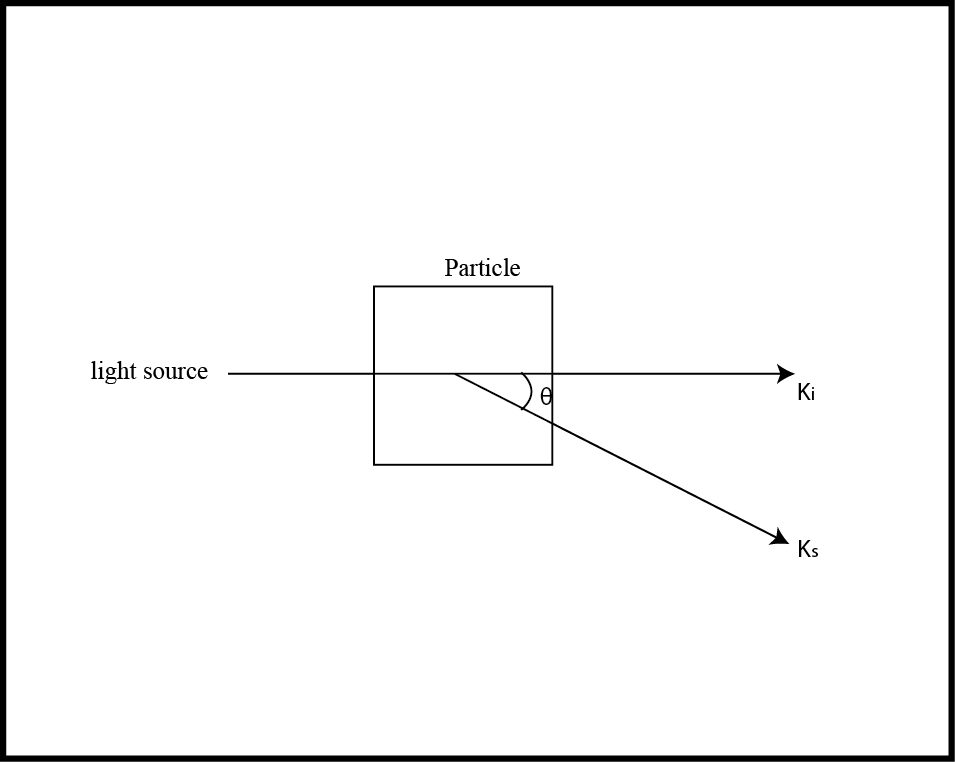 Particle
light source
θ
Ki
Ks